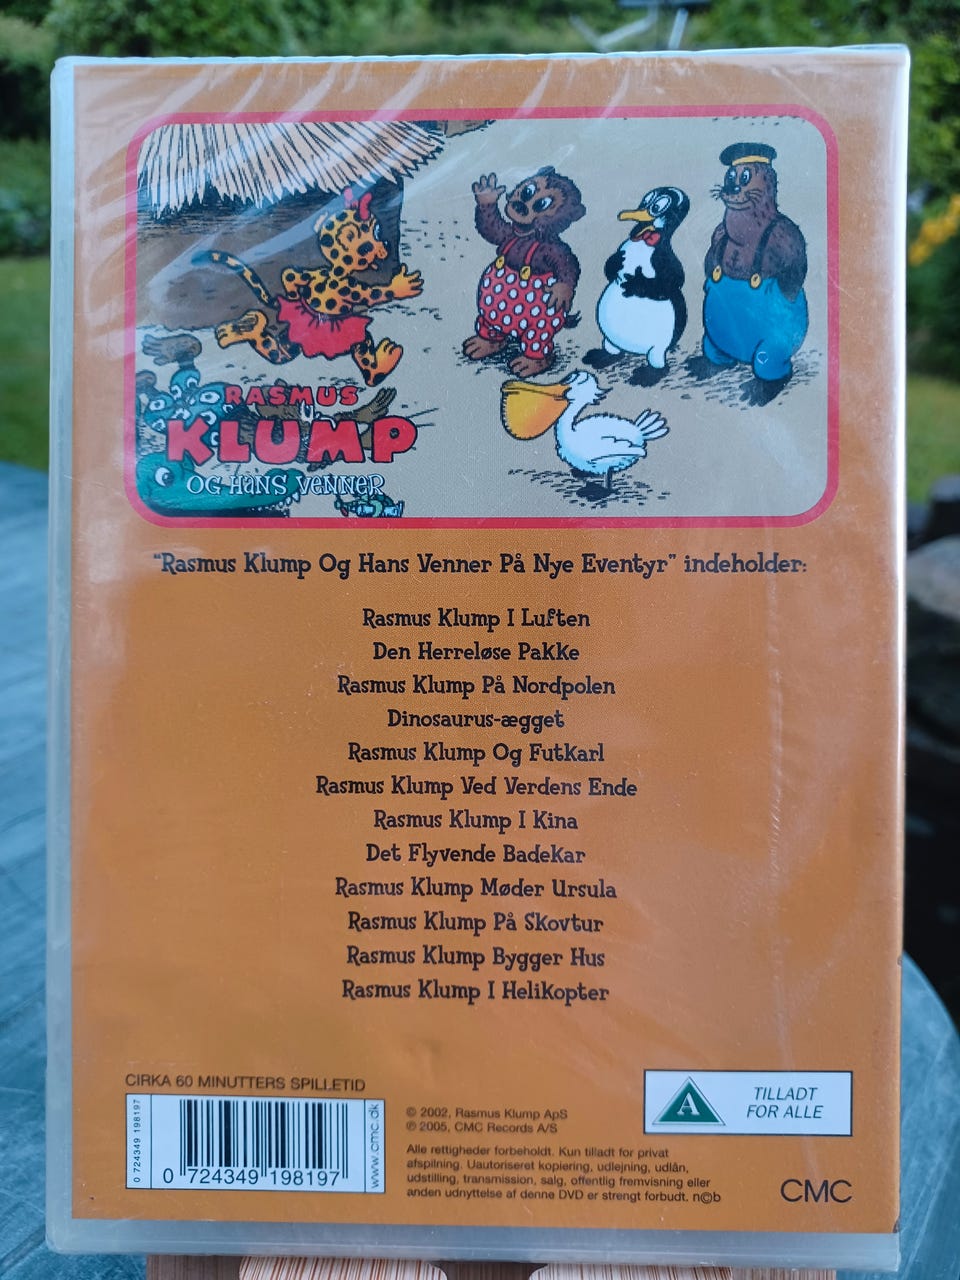 RASMUS
KLUMP
OG HANS VENNER
"Rasmus Klump Og Hans Venner På Nye Eventyr" indeholder:
Rasmus Klump I Luften
Den Herreløse Pakke
Rasmus Klump På Nordpolen
Dinosaurus-ægget
Rasmus Klump Og Futkarl
Rasmus Klump Ved Verdens Ende
Rasmus Klump I Kina
Det Flyvende Badekar
Rasmus Klump Møder Ursula
Rasmus Klump På Skovtur
Rasmus Klump Bygger Hus
Rasmus Klump I Helikopter
CIRKA 60 MINUTTERS SPILLETID
0 724349 198197
0 724349 198197
www.cmc.dk
© 2002, Rasmus Klump ApS
℗ 2005, CMC Records A/S
Alle rettigheder forbeholdt. Kun tilladt for privat
afspilning. Uautoriseret kopiering, udlejning, udlån,
udstilling, transmission, salg, offentlig fremvisning eller
anden udnyttelse af denne DVD er strengt forbudt. n©b
A
TILLADT
FOR ALLE
CMC